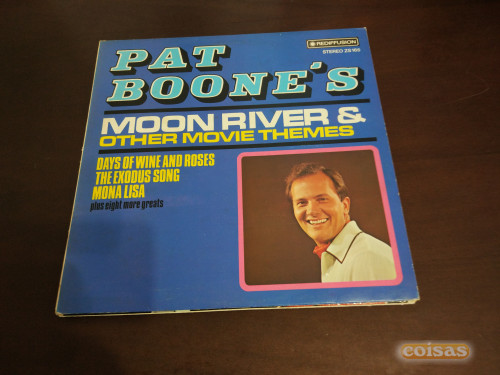 PAT
BOONE'S
REDIFFUSION
MOON RIVER &
OTHER MOVIE THEMES
DAYS OF WINE AND ROSES
THE EXODUS SONG
MONA LISA
plus eight more greats
coisas